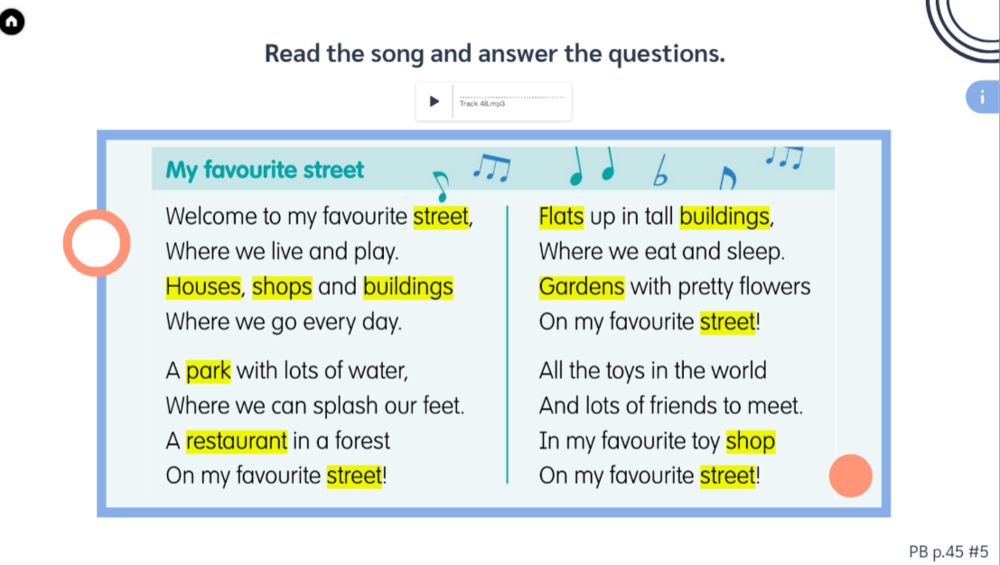 Read the song and answer the questions.
Track 48.mp3
i
My favourite street
Welcome to my favourite street,
Where we live and play.
Houses, shops and buildings
Where we go every day.
A park with lots of water,
Where we can splash our feet.
A restaurant in a forest
On my favourite street!
Flats up in tall buildings,
Where we eat and sleep.
Gardens with pretty flowers
On my favourite street!
All the toys in the world
And lots of friends to meet.
In my favourite toy shop
On my favourite street!
PB p.45 #5